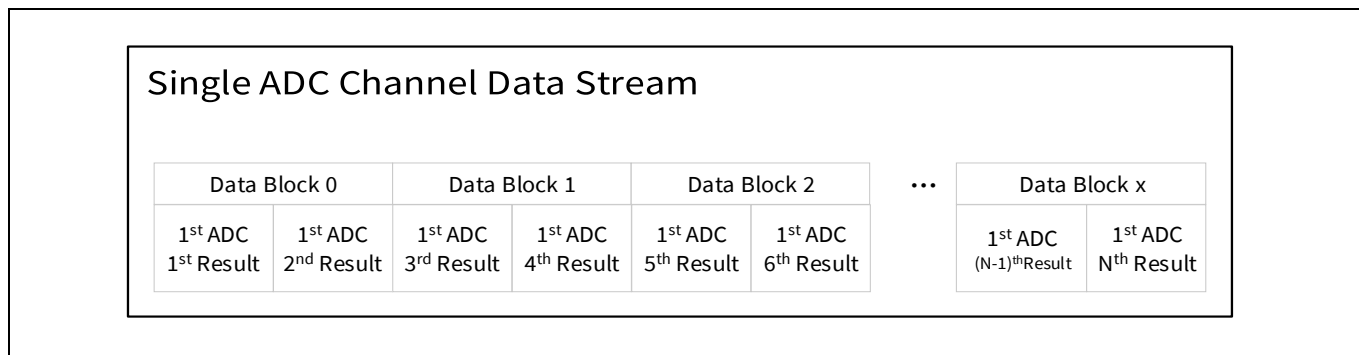 Single ADC Channel Data Stream
Data Block 0 Data Block 1 Data Block 2 ... Data Block x
1st ADC 1st ADC 1st ADC 1st ADC 1st ADC 1st ADC 1st ADC 1st ADC
1st Result 2nd Result 3rd Result 4th Result 5th Result 6th Result (N-1)thResult Nth Result